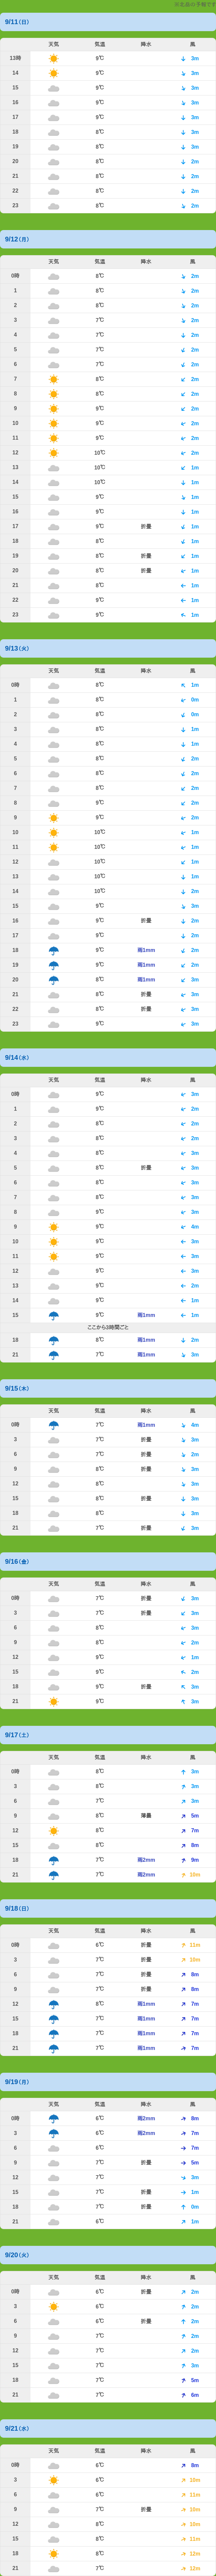 ※北岳の予報です
9/11(日)
天気 気温 降水 風
13時 9℃ 3m
14 9℃ 3m
15 9℃ 3m
16 9℃ 3m
17 9℃ 3m
18 8℃ 3m
19 8℃ 3m
20 8℃ 2m
21 8℃ 2m
22 8℃ 2m
23 8℃ 2m
9/12(月)
天気 気温 降水 風
0時 8℃ 2m
1 8℃ 2m
2 8℃ 2m
3 7℃ 2m
4 7℃ 2m
5 7℃ 2m
6 7℃ 2m
7 8℃ 2m
8 9℃ 2m
9 9℃ 2m
10 9℃ 2m
11 9℃ 2m
12 10℃ 2m
13 10℃ 1m
14 10℃ 1m
15 9℃ 1m
16 9℃ 1m
17 9℃ 折畳 1m
18 8℃ 1m
19 8℃ 折畳 1m
20 8℃ 折畳 1m
21 8℃ 1m
22 9℃ 1m
23 9℃ 1m
9/13(火)
天気 気温 降水 風
0時 8℃ 1m
1 8℃ 0m
2 8℃ 0m
3 8℃ 1m
4 8℃ 1m
5 8℃ 2m
6 8℃ 2m
7 8℃ 2m
8 9℃ 2m
9 9℃ 2m
10 10℃ 1m
11 10℃ 1m
12 10℃ 1m
13 10℃ 1m
14 10℃ 2m
15 9℃ 3m
16 9℃ 折畳 2m
17 9℃ 2m
18 9℃ 雨1mm 2m
19 9℃ 雨1mm 2m
20 8℃ 雨1mm 3m
21 8℃ 折畳 3m
22 8℃ 折畳 3m
23 9℃ 3m
9/14(水)
天気 気温 降水 風
0時 9℃ 3m
1 9℃ 2m
2 8℃ 2m
3 8℃ 2m
4 8℃ 3m
5 8℃ 折畳 3m
6 8℃ 3m
7 8℃ 3m
8 9℃ 3m
9 9℃ 4m
10 9℃ 3m
11 9℃ 3m
12 9℃ 3m
13 9℃ 2m
14 9℃ 1m
15 9℃ 雨1mm 1m
ここから3時間ごと
18 8℃ 雨1mm 2m
21 7℃ 雨1mm 3m
9/15(木)
天気 気温 降水 風
0時 7℃ 雨1mm 4m
3 7℃ 折畳 3m
6 7℃ 折畳 2m
9 8℃ 折畳 3m
12 8℃ 3m
15 8℃ 折畳 3m
18 8℃ 3m
21 7℃ 折畳 3m
9/16(金)
天気 気温 降水 風
0時 7℃ 折畳 3m
3 7℃ 折畳 3m
6 8℃ 3m
9 8℃ 2m
12 9℃ 1m
15 9℃ 2m
18 9℃ 折畳 3m
21 9℃ 3m
9/17(土)
天気 気温 降水 風
0時 8℃ 3m
3 8℃ 3m
6 7℃ 3m
9 8℃ 薄曇 5m
12 8℃ 7m
15 8℃ 8m
18 7℃ 雨2mm 9m
21 7℃ 雨2mm 10m
9/18(日)
天気 気温 降水 風
0時 6℃ 折畳 11m
3 7℃ 折畳 10m
6 7℃ 折畳 8m
9 7℃ 折畳 8m
12 8℃ 雨1mm 7m
15 7℃ 雨1mm 7m
18 7℃ 雨1mm 7m
21 7℃ 雨1mm 7m
9/19(月)
天気 気温 降水 風
0時 6℃ 雨2mm 8m
3 6℃ 雨2mm 7m
6 7℃ 7m
9 7℃ 折畳 5m
12 7℃ 3m
15 7℃ 折畳 1m
18 7℃ 折畳 0m
21 6℃ 1m
9/20(火)
天気 気温 降水 風
0時 6℃ 折畳 2m
3 6℃ 2m
6 6℃ 折畳 2m
9 7℃ 2m
12 7℃ 2m
15 7℃ 3m
18 7℃ 5m
21 7℃ 6m
9/21(水)
天気 気温 降水 風
0時 6℃ 8m
3 6℃ 10m
6 6℃ 11m
9 7℃ 折畳 10m
12 8℃ 10m
15 8℃ 11m
18 8℃ 12m
21 7℃ 12m